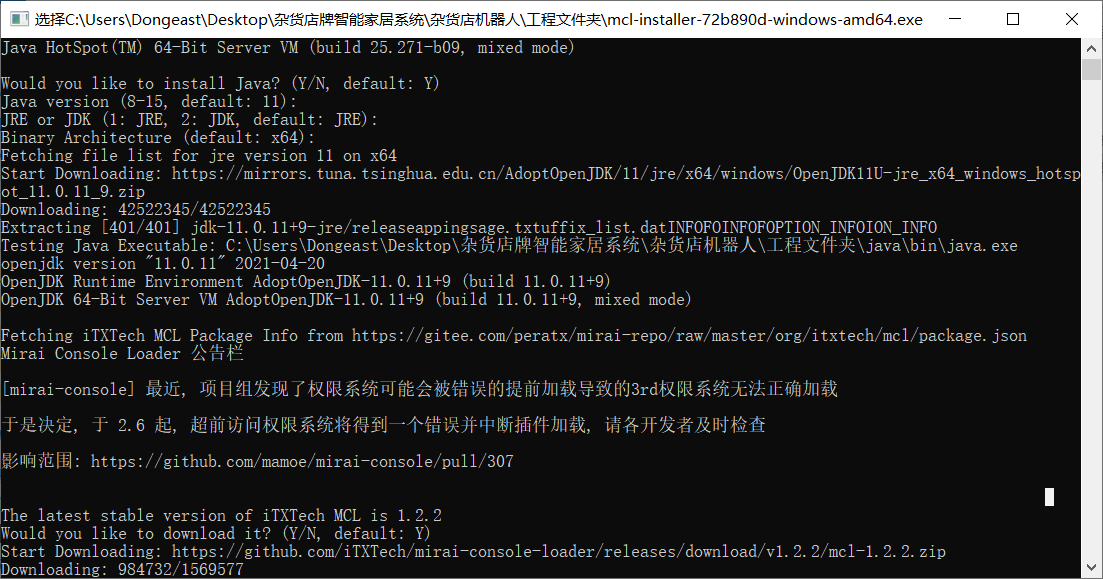 选择C:\Users\Dongeast\Desktop\杂货店牌智能家居系统\杂货店机器人\工程文件夹\mcl-installer-72b890d-windows-amd64.exe
Java HotSpot(TM) 64-Bit Server VM (build 25.271-b09, mixed mode)
Would you like to install Java? (Y/N, default: Y)
Java version (8-15, default: 11):
JRE or JDK (1: JRE, 2: JDK, default: JRE):
Binary Architecture (default: x64):
Fetching file list for jre version 11 on x64
Start Downloading: https://mirrors.tuna.tsinghua.edu.cn/AdoptOpenJDK/11/jre/x64/windows/OpenJDK11U-jre_x64_windows_hotsp
ot_11.0.11_9.zip
Downloading: 42522345/42522345
Extracting [401/401] jdk-11.0.11+9-jre/releaseappingsage.txtuffix_list.datINFOFOINFOFOPTION_INFOION_INFO
Testing Java Executable: C:\Users\Dongeast\Desktop\杂货店牌智能家居系统\杂货店机器人\工程文件夹\java\bin\java.exe
openjdk version "11.0.11" 2021-04-20
OpenJDK Runtime Environment AdoptOpenJDK-11.0.11+9 (build 11.0.11+9)
OpenJDK 64-Bit Server VM AdoptOpenJDK-11.0.11+9 (build 11.0.11+9, mixed mode)
Fetching iTXTech MCL Package Info from https://gitee.com/peratx/mirai-repo/raw/master/org/itxtech/mcl/package.json
Mirai Console Loader 公告栏
[mirai-console] 最近, 项目组发现了权限系统可能会被错误的提前加载导致的3rd权限系统无法正确加载
于是决定, 于 2.6 起, 超前访问权限系统将得到一个错误并中断插件加载, 请各开发者及时检查
影响范围: https://github.com/mamoe/mirai-console/pull/307
The latest stable version of iTXTech MCL is 1.2.2
Would you like to download it? (Y/N, default: Y)
Start Downloading: https://github.com/iTXTech/mirai-console-loader/releases/download/v1.2.2/mcl-1.2.2.zip
Downloading: 984732/1569577